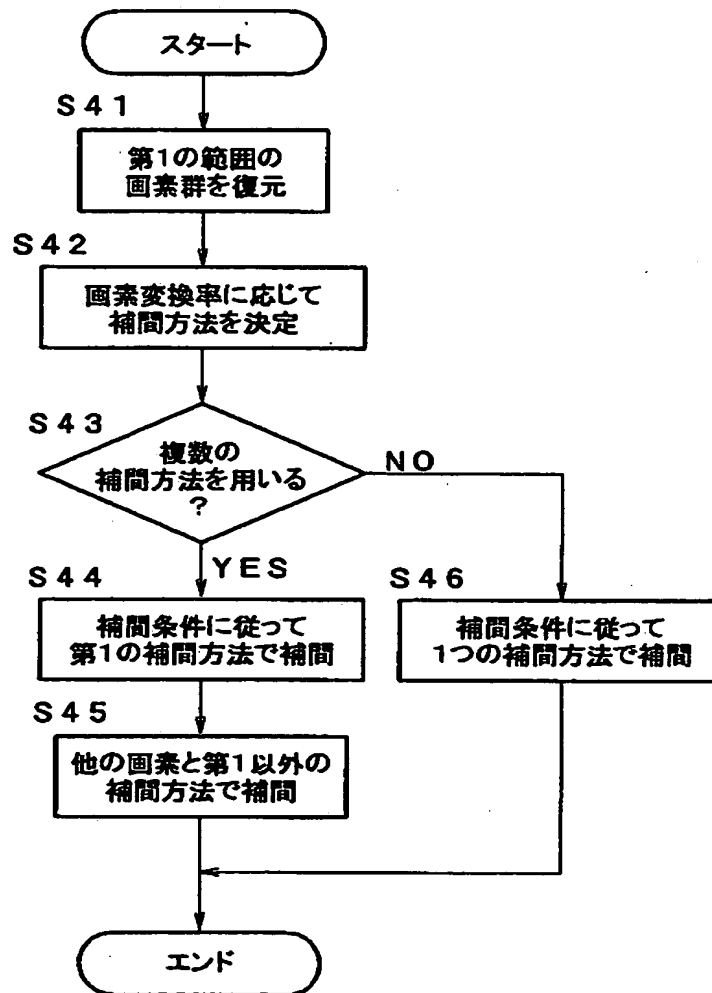 スタート
S41
第1の範囲の
画素群を復元
S42
画素変換率に応じて
補間方法を決定
S43
複数の
補間方法を用いる
?
NO
YES
S44
補間条件に従って
第1の補間方法で補間
S46
補間条件に従って
1つの補間方法で補間
S45
他の画素と第1以外の
補間方法で補間
エンド